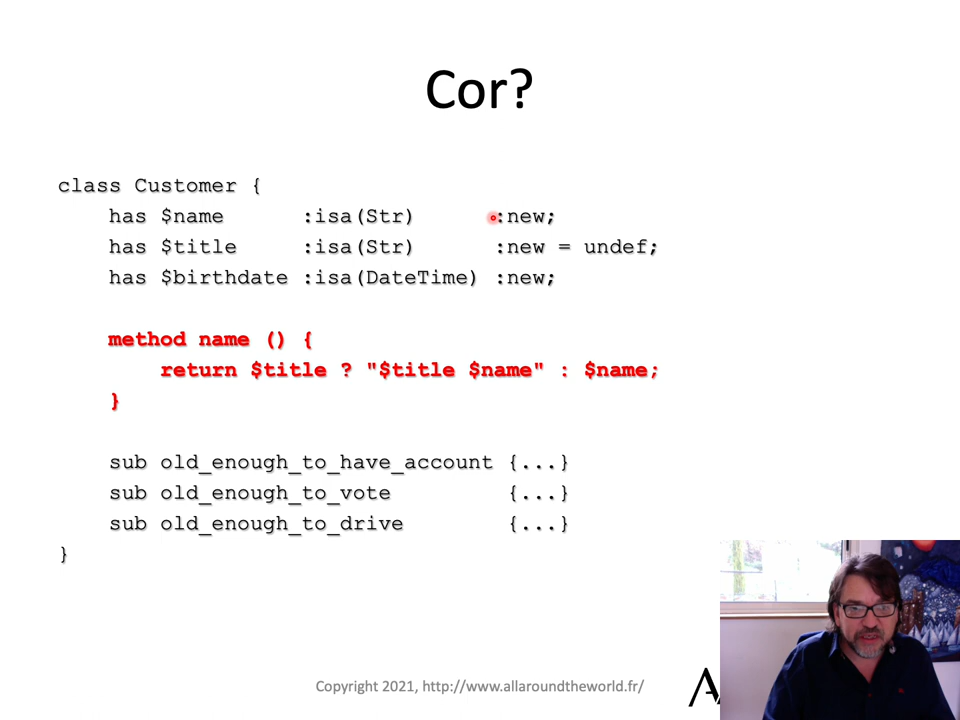 Cor?
class Customer {
    has $name      :isa(Str)      :new;
    has $title     :isa(Str)      :new = undef;
    has $birthdate :isa(DateTime) :new;
    method name () {
        return $title ? "$title $name" : $name;
    }
    sub old_enough_to_have_account {...}
    sub old_enough_to_vote         {...}
    sub old_enough_to_drive        {...}
}
Copyright 2021, http://www.allaroundtheworld.fr/